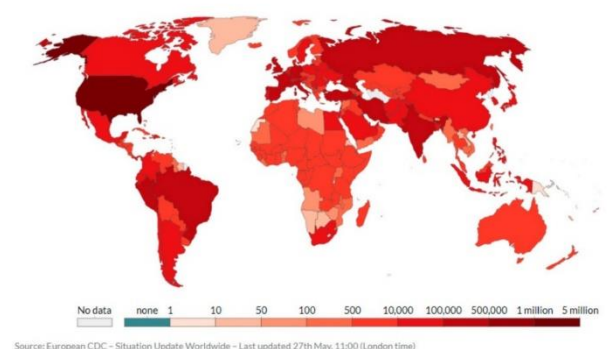 No data none 1 10 50 100 500 10,000 100,000 500,000 1 million 5 million
Source: European CDC – Situation Update Worldwide – Last updated 27th May, 11:00 (London time)